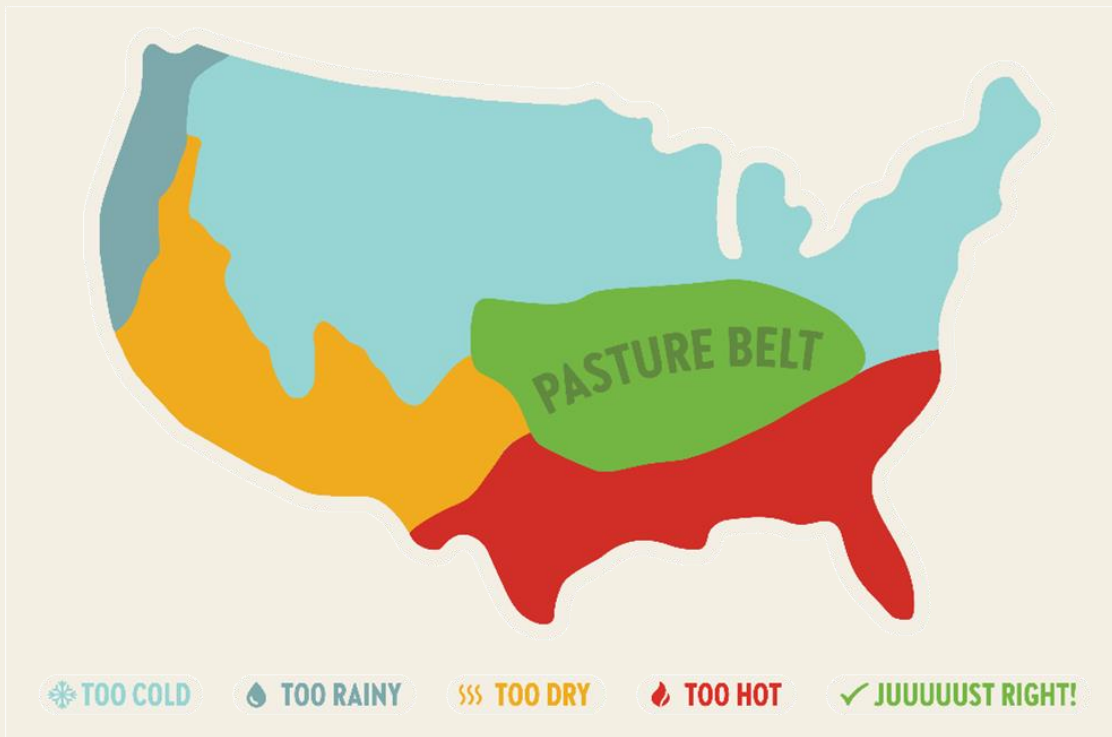 PASTURE BELT
TOO COLD
TOO RAINY
TOO DRY
TOO HOT
JUUUUUST RIGHT!